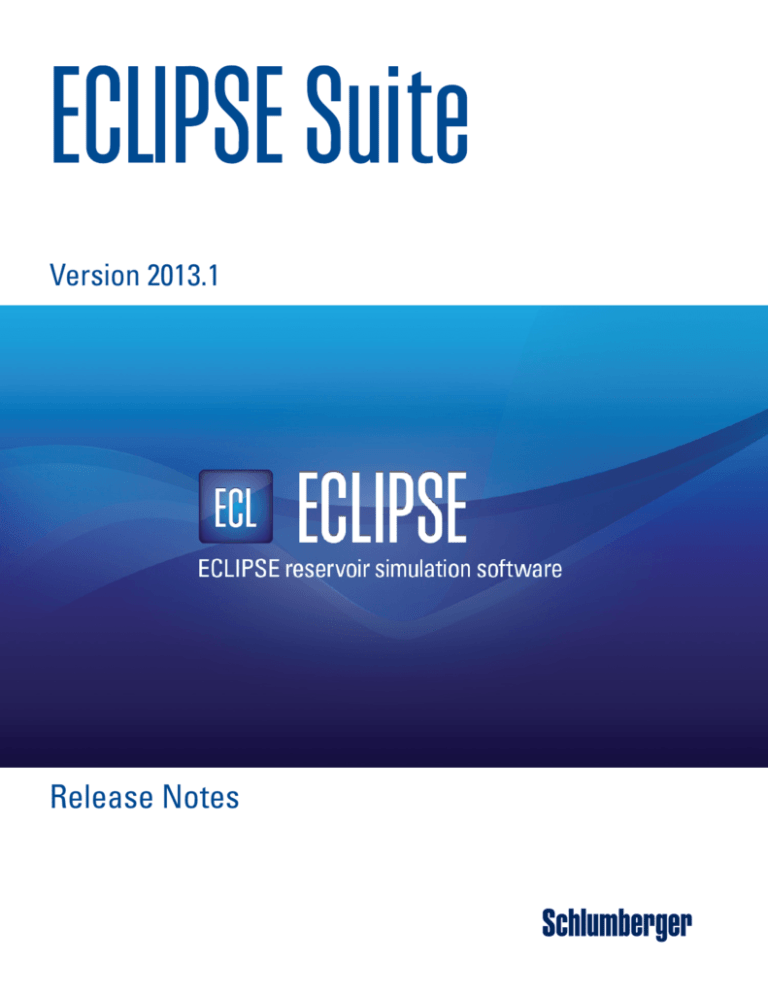 ECLIPSE Suite
Version 2013.1
ECL ECLIPSE
ECLIPSE reservoir simulation software
Release Notes
Schlumberger